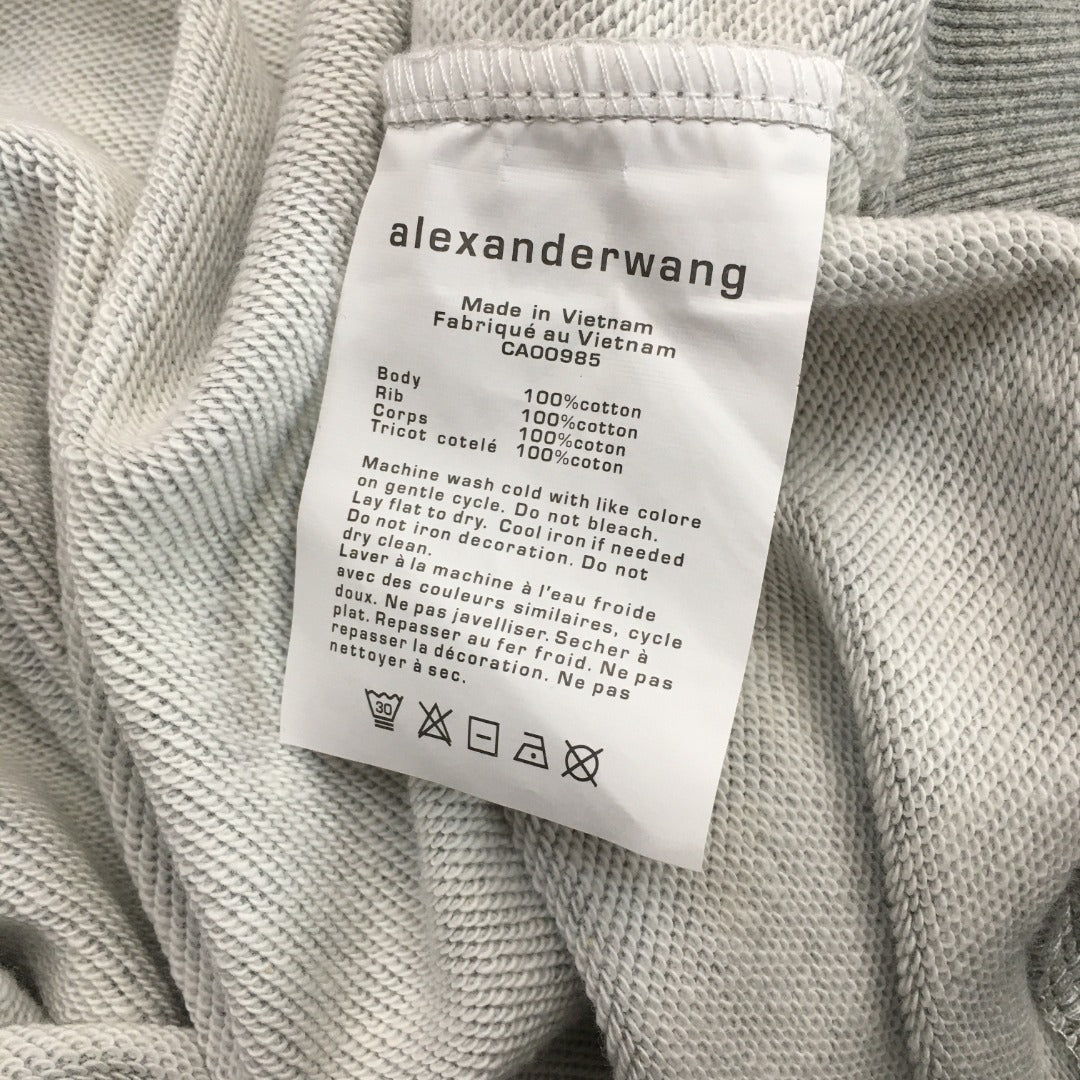 alexanderwang
Made in Vietnam
Fabriqué au Vietnam
CA00985
Body 100%cotton
Rib 100%cotton
Corps 100%coton
Tricot cotelé 100%coton
Machine wash cold with like colore
on gentle cycle. Do not bleach.
Lay flat to dry. Cool iron if needed
Do not iron decoration. Do not
dry clean.
Laver à la machine à l'eau froide
avec des couleurs similaires, cycle
doux. Ne pas javelliser. Secher à
plat. Repasser au fer froid. Ne pas
repasser la décoration. Ne pas
nettoyer à sec.
30